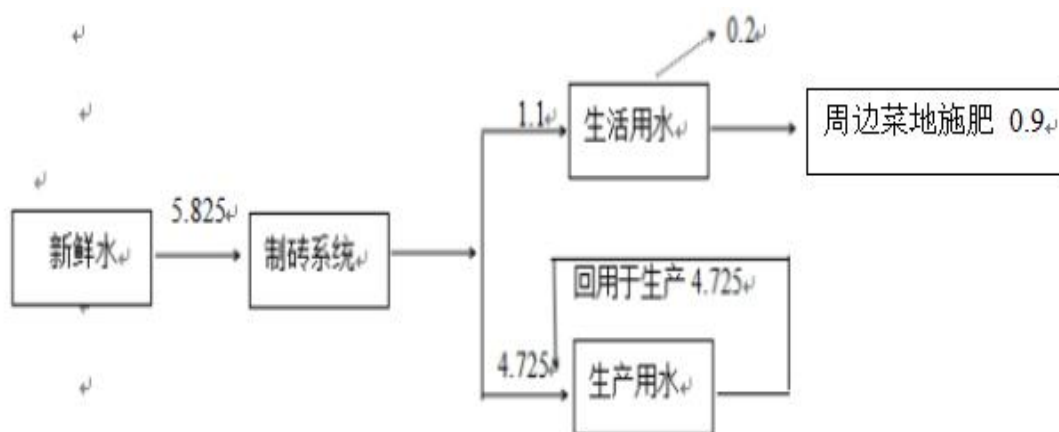 0.2
1.1
生活用水
周边菜地施肥 0.9
5.825
新鲜水
制砖系统
回用于生产 4.725
4.725
生产用水